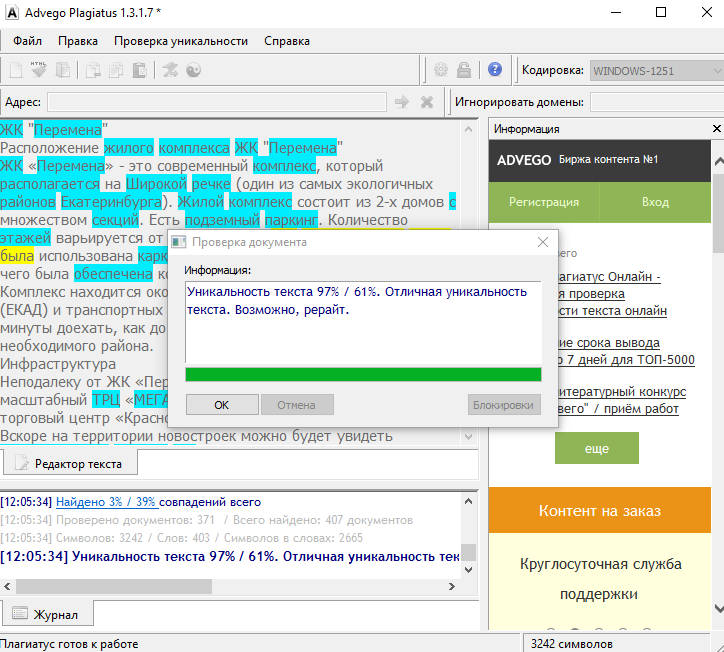 Advego Plagiatus 1.3.1.7 *
Файл Правка Проверка уникальности Справка
HTML
Кодировка: WINDOWS-1251
Адрес:
Игнорировать домены:
ЖК "Перемена"
Расположение жилого комплекса ЖК "Перемена"
ЖК «Перемена» - это современный комплекс, который
располагается на Широкой речке (один из самых экологичных
районов Екатеринбурга). Жилой комплекс состоит из 2-х домов с
множеством секций. Есть подземный паркинг. Количество
этажей варьируется от
была использована карк
чего была обеспечена к
Комплекс находится око
(ЕКАД) и транспортных
минуты доехать, как до
необходимого района.
Инфраструктура
Неподалеку от ЖК «Пер
масштабный ТРЦ «МЕГА
торговый центр «Красно
Вскоре на территории новостроек можно будет увидеть
Проверка документа
Информация:
Уникальность текста 97% / 61%. Отличная уникальность
текста. Возможно, рерайт.
OK Отмена Блокировки
Редактор текста
[12:05:34] Найдено 3% / 39% совпадений всего
[12:05:34] Проверено документов: 371 / Всего найдено: 407 документов
[12:05:34] Символов: 3242 / Слов: 403 / Символов в словах: 2665
[12:05:34] Уникальность текста 97% / 61%. Отличная уникальность тек
Журнал
Плагиатус готов к работе
3242 символов
Информация
ADVEGO Биржа контента №1
Регистрация Вход
его
лагиатус Онлайн -
я проверка
сти текста онлайн
ние срока вывода
о 7 дней для ТОП-5000
итературный конкурс
вего" / приём работ
еще
Контент на заказ
Круглосуточная служба
поддержки